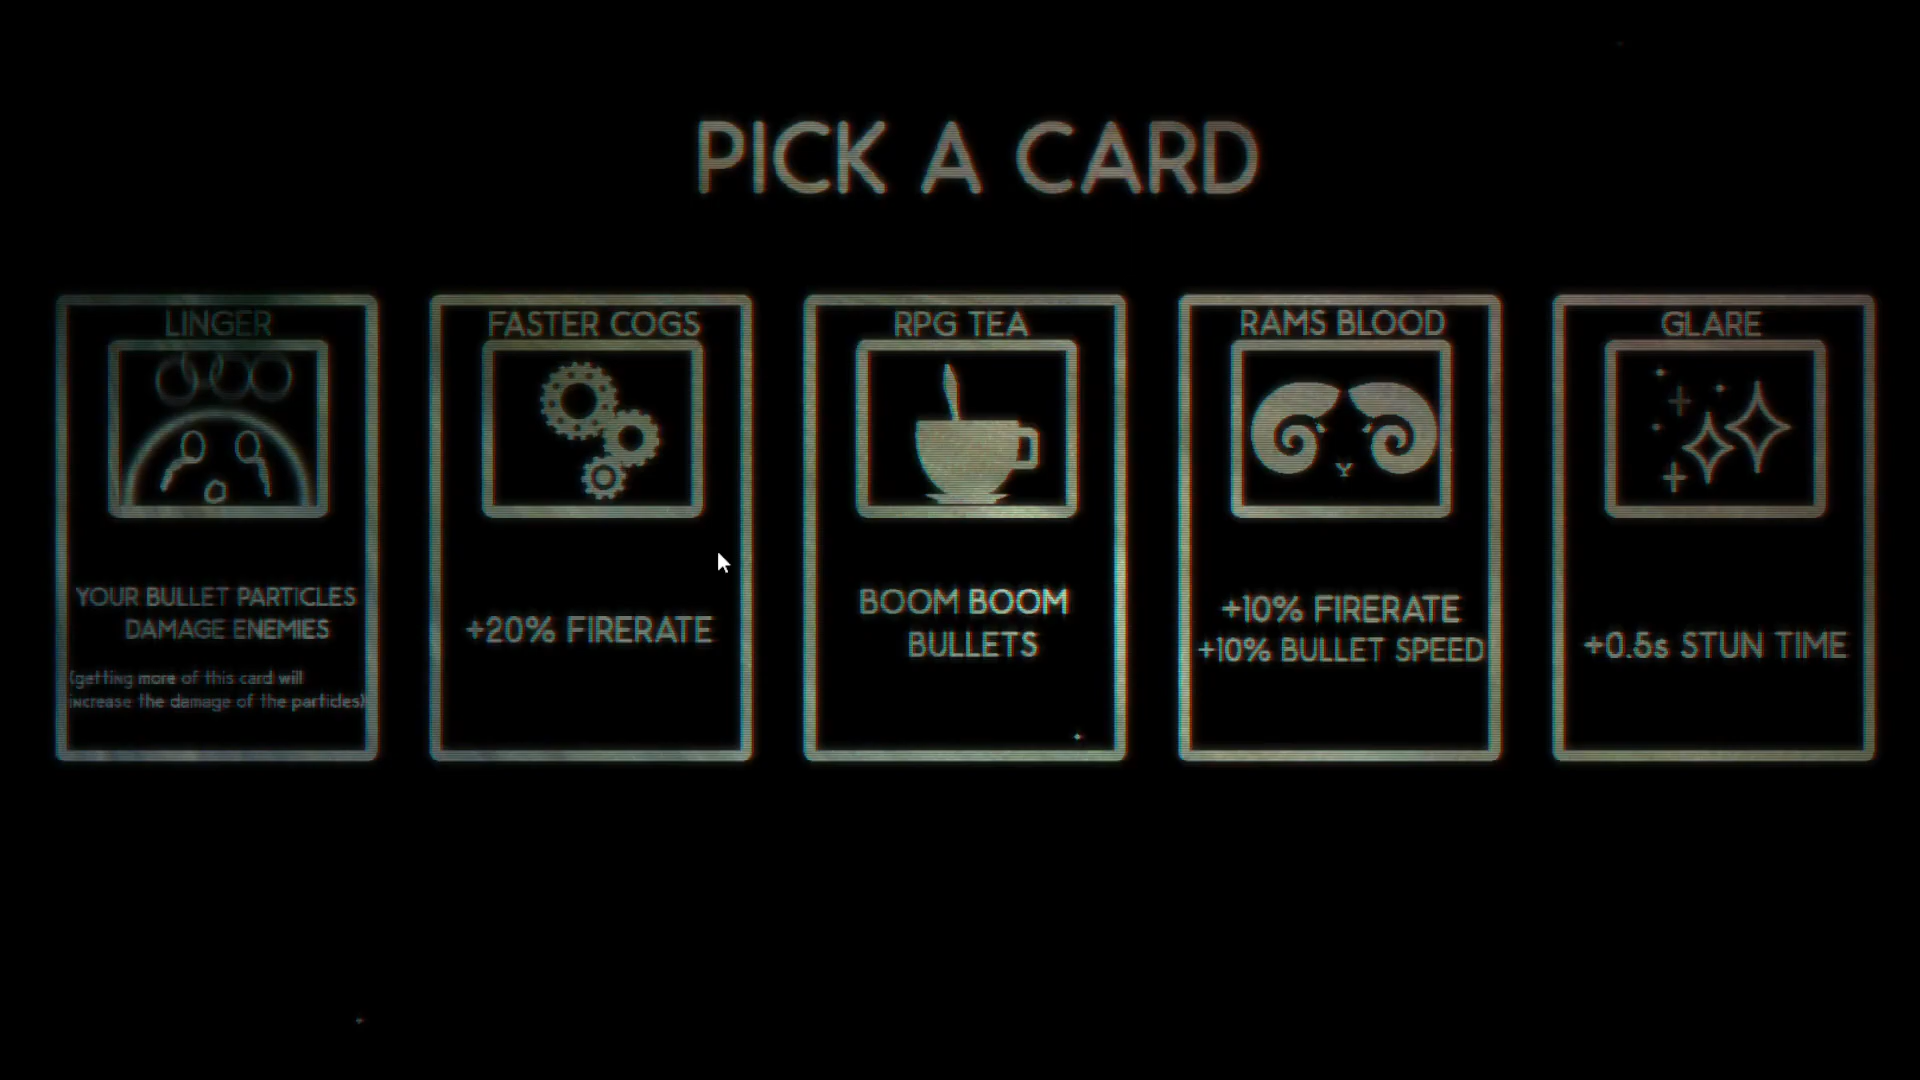 PICK A CARD
LINGER
YOUR BULLET PARTICLES
DAMAGE ENEMIES
(getting more of this card will
increase the damage of the particles)
FASTER COGS
+20% FIRERATE
RPG TEA
BOOM BOOM
BULLETS
RAMS BLOOD
+10% FIRERATE
+10% BULLET SPEED
GLARE
+0.5s STUN TIME